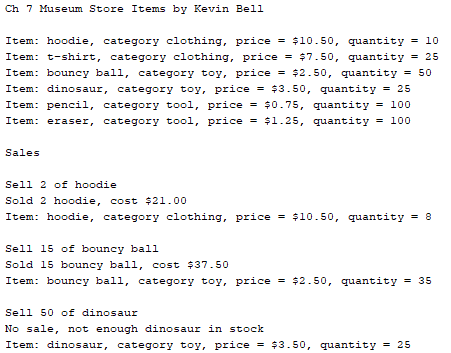 Ch 7 Museum Store Items by Kevin Bell
Item: hoodie, category clothing, price = $10.50, quantity = 10
Item: t-shirt, category clothing, price = $7.50, quantity = 25
Item: bouncy ball, category toy, price = $2.50, quantity = 50
Item: dinosaur, category toy, price = $3.50, quantity = 25
Item: pencil, category tool, price = $0.75, quantity = 100
Item: eraser, category tool, price = $1.25, quantity = 100
Sales
Sell 2 of hoodie
Sold 2 hoodie, cost $21.00
Item: hoodie, category clothing, price = $10.50, quantity = 8
Sell 15 of bouncy ball
Sold 15 bouncy ball, cost $37.50
Item: bouncy ball, category toy, price = $2.50, quantity = 35
Sell 50 of dinosaur
No sale, not enough dinosaur in stock
Item: dinosaur, category toy, price = $3.50, quantity = 25